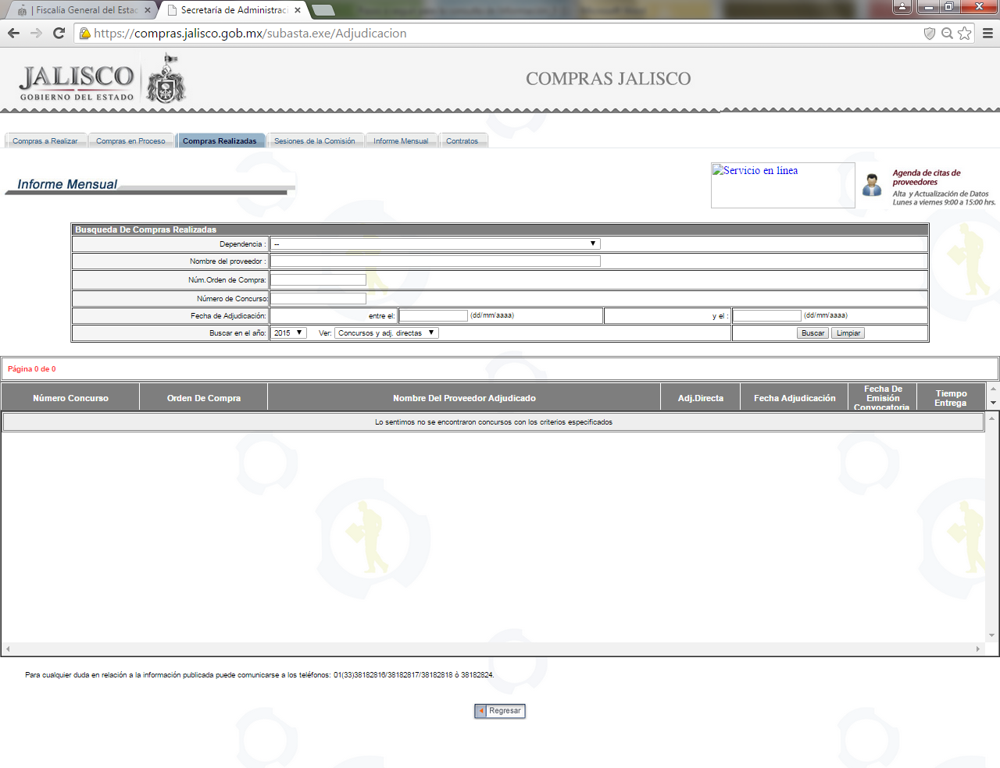 | Fiscalía General del Estac
Secretaría de Administraci
https://compras.jalisco.gob.mx/subasta.exe/Adjudicacion
JALISCO
GOBIERNO DEL ESTADO
COMPRAS JALISCO
Compras a Realizar
Compras en Proceso
Compras Realizadas
Sesiones de la Comisión
Informe Mensual
Contratos
Informe Mensual
Servicio en línea
Agenda de citas de
proveedores
Alta y Actualización de Datos
Lunes a viernes 9:00 a 15:00 hrs.
Busqueda De Compras Realizadas
Dependencia : --
Nombre del proveedor :
Núm.Orden de Compra:
Número de Concurso:
Fecha de Adjudicación: entre el: (dd/mm/aaaa) y el : (dd/mm/aaaa)
Buscar en el año: 2015 Ver: Concursos y adj. directas Buscar Limpiar
Página 0 de 0
Número Concurso
Orden De Compra
Nombre Del Proveedor Adjudicado
Adj.Directa
Fecha Adjudicación
Fecha De
Emisión
Convocatoria
Tiempo
Entrega
Lo sentimos no se encontraron concursos con los criterios especificados
Para cualquier duda en relación a la información publicada puede comunicarse a los teléfonos: 01(33)38182816/38182817/38182818 ò 38182824.
Regresar